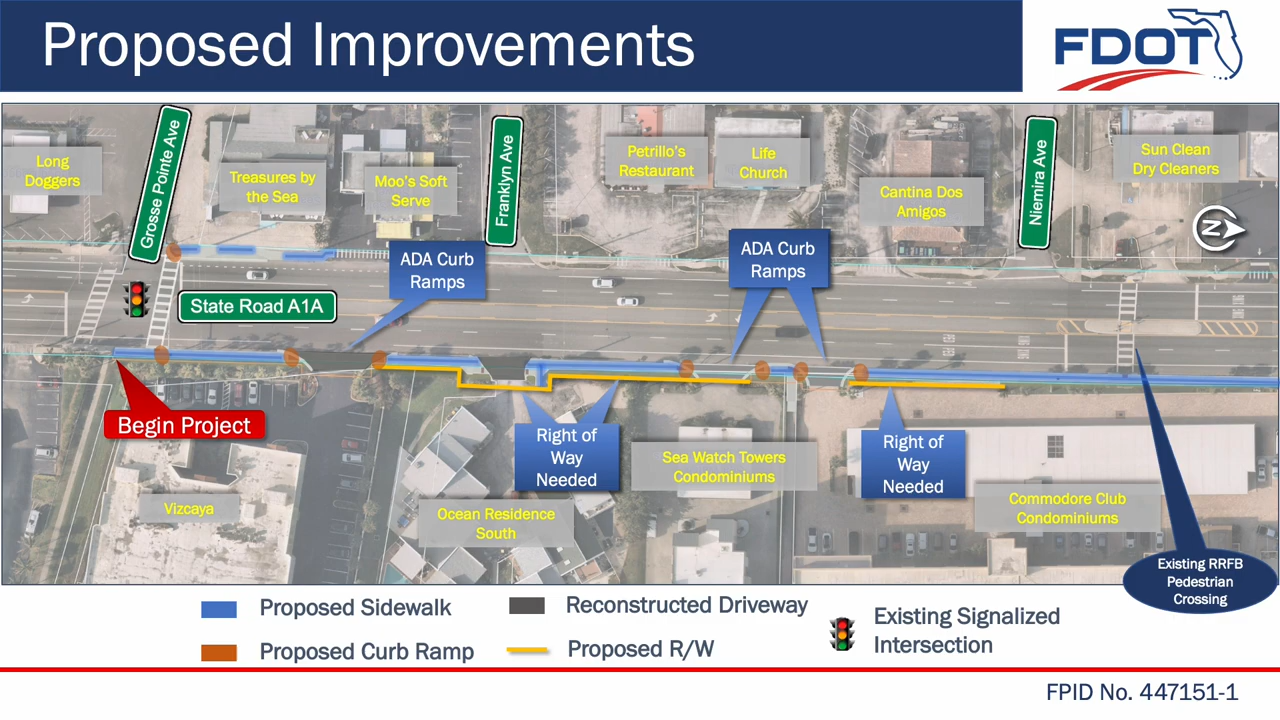 Proposed Improvements
FDOT
Long
Doggers
Grosse Pointe Ave
Treasures by
the Sea
Moo's Soft
Serve
Franklyn Ave
Petrillo's
Restaurant
Life
Church
Cantina Dos
Amigos
Niemira Ave
Sun Clean
Dry Cleaners
N
ADA Curb
Ramps
ADA Curb
Ramps
State Road A1A
Begin Project
Right of
Way
Needed
Right of
Way
Needed
Vizcaya
Ocean Residence
South
Sea Watch Towers
Condominiums
Commodore Club
Condominiums
Existing RRFB
Pedestrian
Crossing
Proposed Sidewalk
Reconstructed Driveway
Existing Signalized
Intersection
Proposed Curb Ramp
Proposed R/W
FPID No. 447151-1